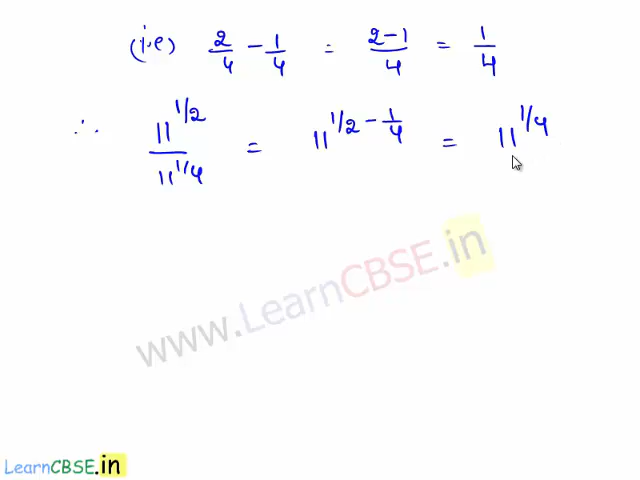 (i.e) 2/4 - 1/4 = 2-1/4 = 1/4
∴ 11^1/2 / 11^1/4 = 11^1/2 - 1/4 = 11^1/4
www.LearnCBSE.in
LearnCBSE.in